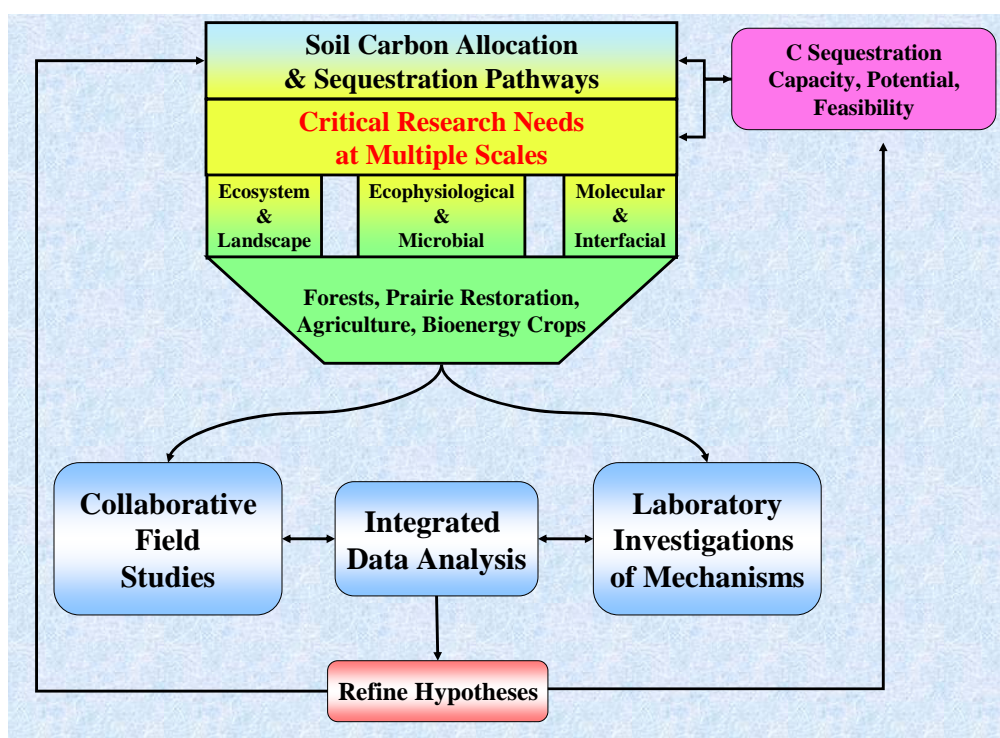 Soil Carbon Allocation
& Sequestration Pathways
C Sequestration
Capacity, Potential,
Feasibility
Critical Research Needs
at Multiple Scales
Ecosystem
&
Landscape
Ecophysiological
&
Microbial
Molecular
&
Interfacial
Forests, Prairie Restoration,
Agriculture, Bioenergy Crops
Collaborative
Field
Studies
Integrated
Data Analysis
Laboratory
Investigations
of Mechanisms
Refine Hypotheses